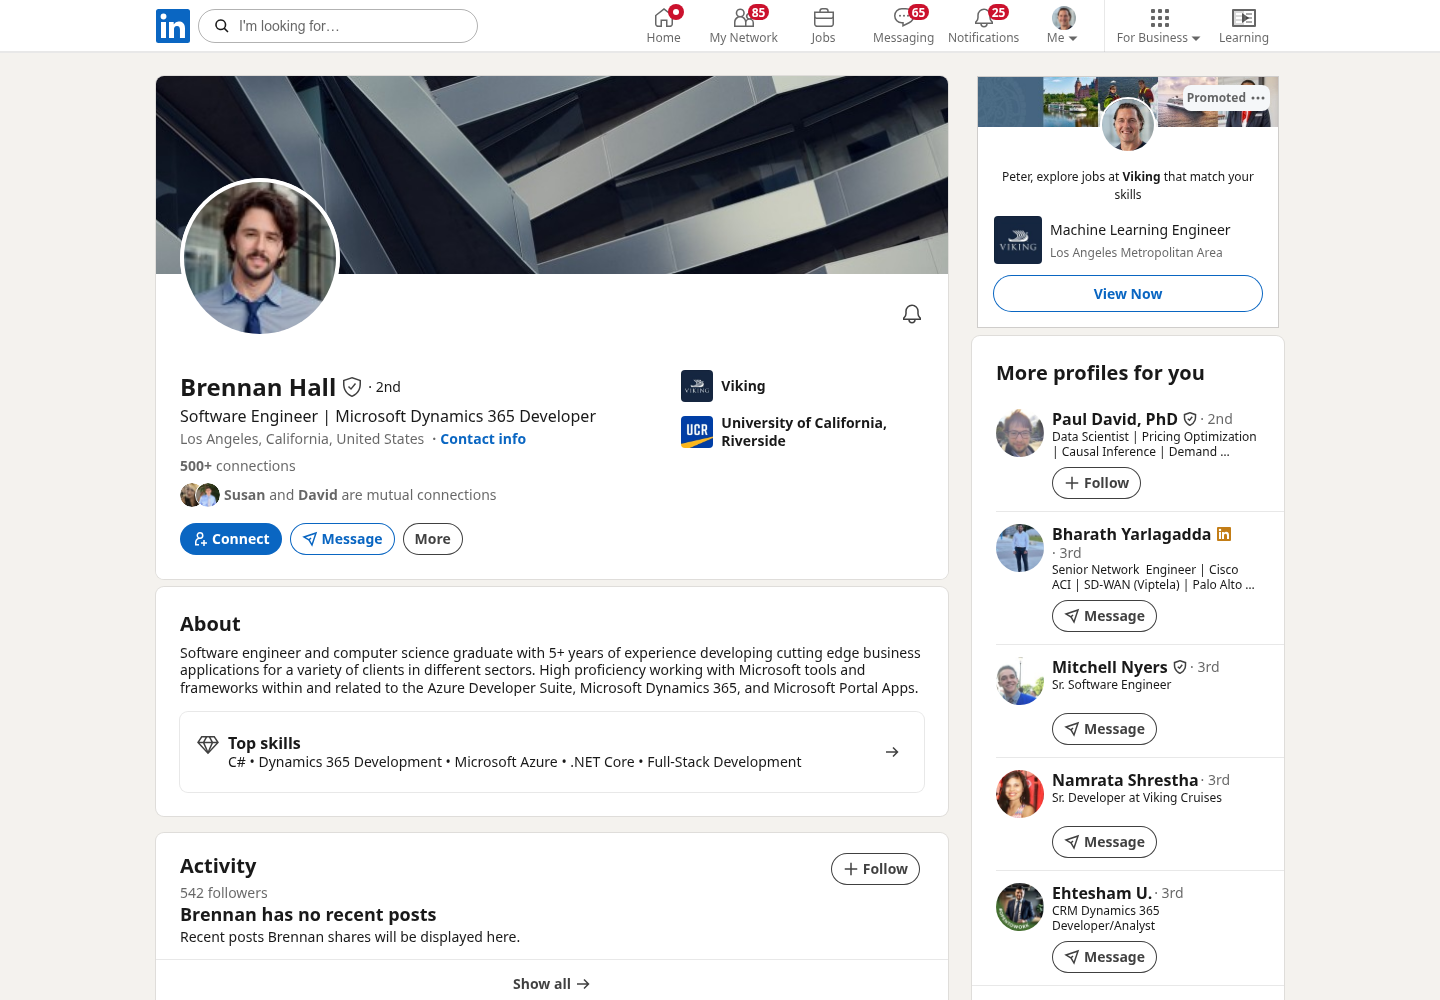 in
I'm looking for…
Home
85
My Network
Jobs
65
Messaging
25
Notifications
Me
For Business
Learning
Brennan Hall · 2nd
Software Engineer | Microsoft Dynamics 365 Developer
Los Angeles, California, United States · Contact info
500+ connections
Susan and David are mutual connections
Connect
Message
More
VIKING
Viking
UCR
University of California,
Riverside
About
Software engineer and computer science graduate with 5+ years of experience developing cutting edge business
applications for a variety of clients in different sectors. High proficiency working with Microsoft tools and
frameworks within and related to the Azure Developer Suite, Microsoft Dynamics 365, and Microsoft Portal Apps.
Top skills
C# • Dynamics 365 Development • Microsoft Azure • .NET Core • Full-Stack Development
Activity
Follow
542 followers
Brennan has no recent posts
Recent posts Brennan shares will be displayed here.
Show all
Promoted
Peter, explore jobs at Viking that match your
skills
VIKING
Machine Learning Engineer
Los Angeles Metropolitan Area
View Now
More profiles for you
Paul David, PhD · 2nd
Data Scientist | Pricing Optimization
| Causal Inference | Demand ...
Follow
Bharath Yarlagadda in
· 3rd
Senior Network Engineer | Cisco
ACI | SD-WAN (Viptela) | Palo Alto ...
Message
Mitchell Nyers · 3rd
Sr. Software Engineer
Message
Namrata Shrestha · 3rd
Sr. Developer at Viking Cruises
Message
Ehtesham U. · 3rd
CRM Dynamics 365
Developer/Analyst
Message